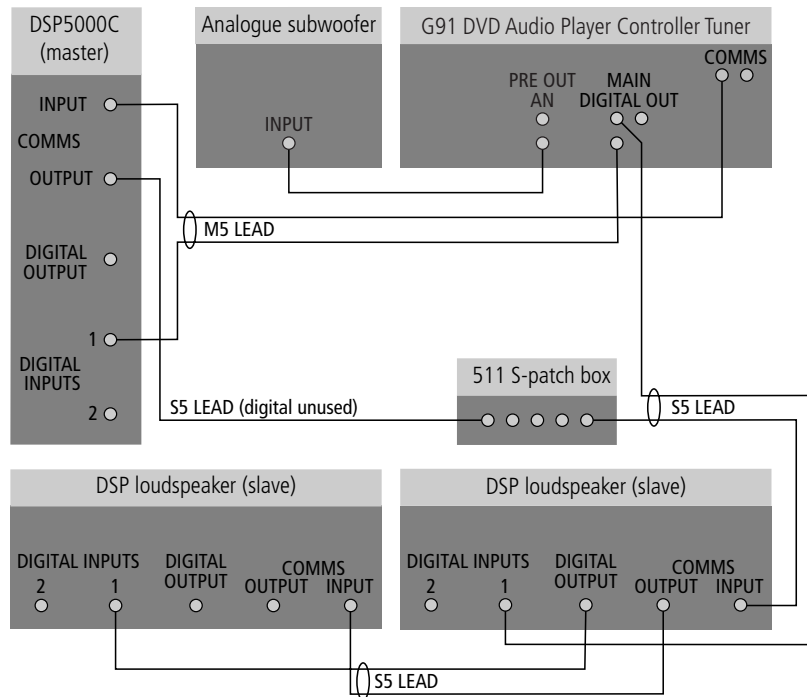 DSP5000C
(master)
INPUT
COMMS
OUTPUT
DIGITAL
OUTPUT
1
DIGITAL
INPUTS
2
Analogue subwoofer
INPUT
G91 DVD Audio Player Controller Tuner
COMMS
PRE OUT
AN
MAIN
DIGITAL OUT
M5 LEAD
511 S-patch box
S5 LEAD (digital unused)
S5 LEAD
DSP loudspeaker (slave)
DIGITAL INPUTS
2
1
DIGITAL
OUTPUT
COMMS
OUTPUT
INPUT
DSP loudspeaker (slave)
DIGITAL INPUTS
2
1
DIGITAL
OUTPUT
COMMS
OUTPUT
INPUT
S5 LEAD